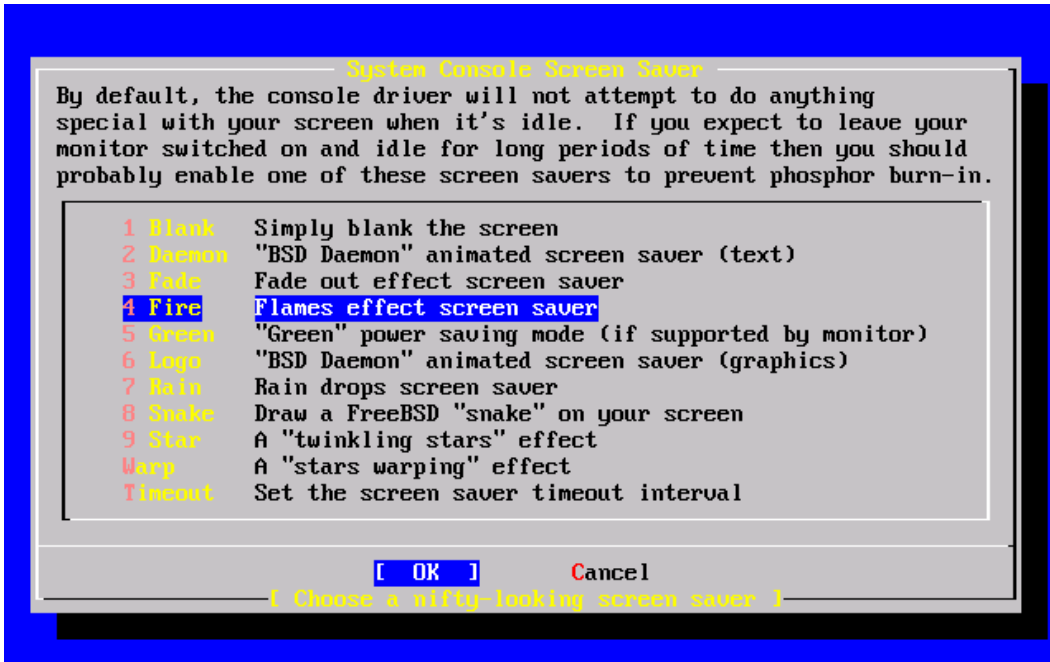 System Console Screen Saver
By default, the console driver will not attempt to do anything
special with your screen when it's idle.  If you expect to leave your
monitor switched on and idle for long periods of time then you should
probably enable one of these screen savers to prevent phosphor burn-in.
1 Blank   Simply blank the screen
2 Daemon  "BSD Daemon" animated screen saver (text)
3 Fade    Fade out effect screen saver
4 Fire    Flames effect screen saver
5 Green   "Green" power saving mode (if supported by monitor)
6 Logo    "BSD Daemon" animated screen saver (graphics)
7 Rain    Rain drops screen saver
8 Snake   Draw a FreeBSD "snake" on your screen
9 Star    A "twinkling stars" effect
Warp      A "stars warping" effect
Timeout   Set the screen saver timeout interval
[  OK  ]       Cancel
[ Choose a nifty-looking screen saver ]